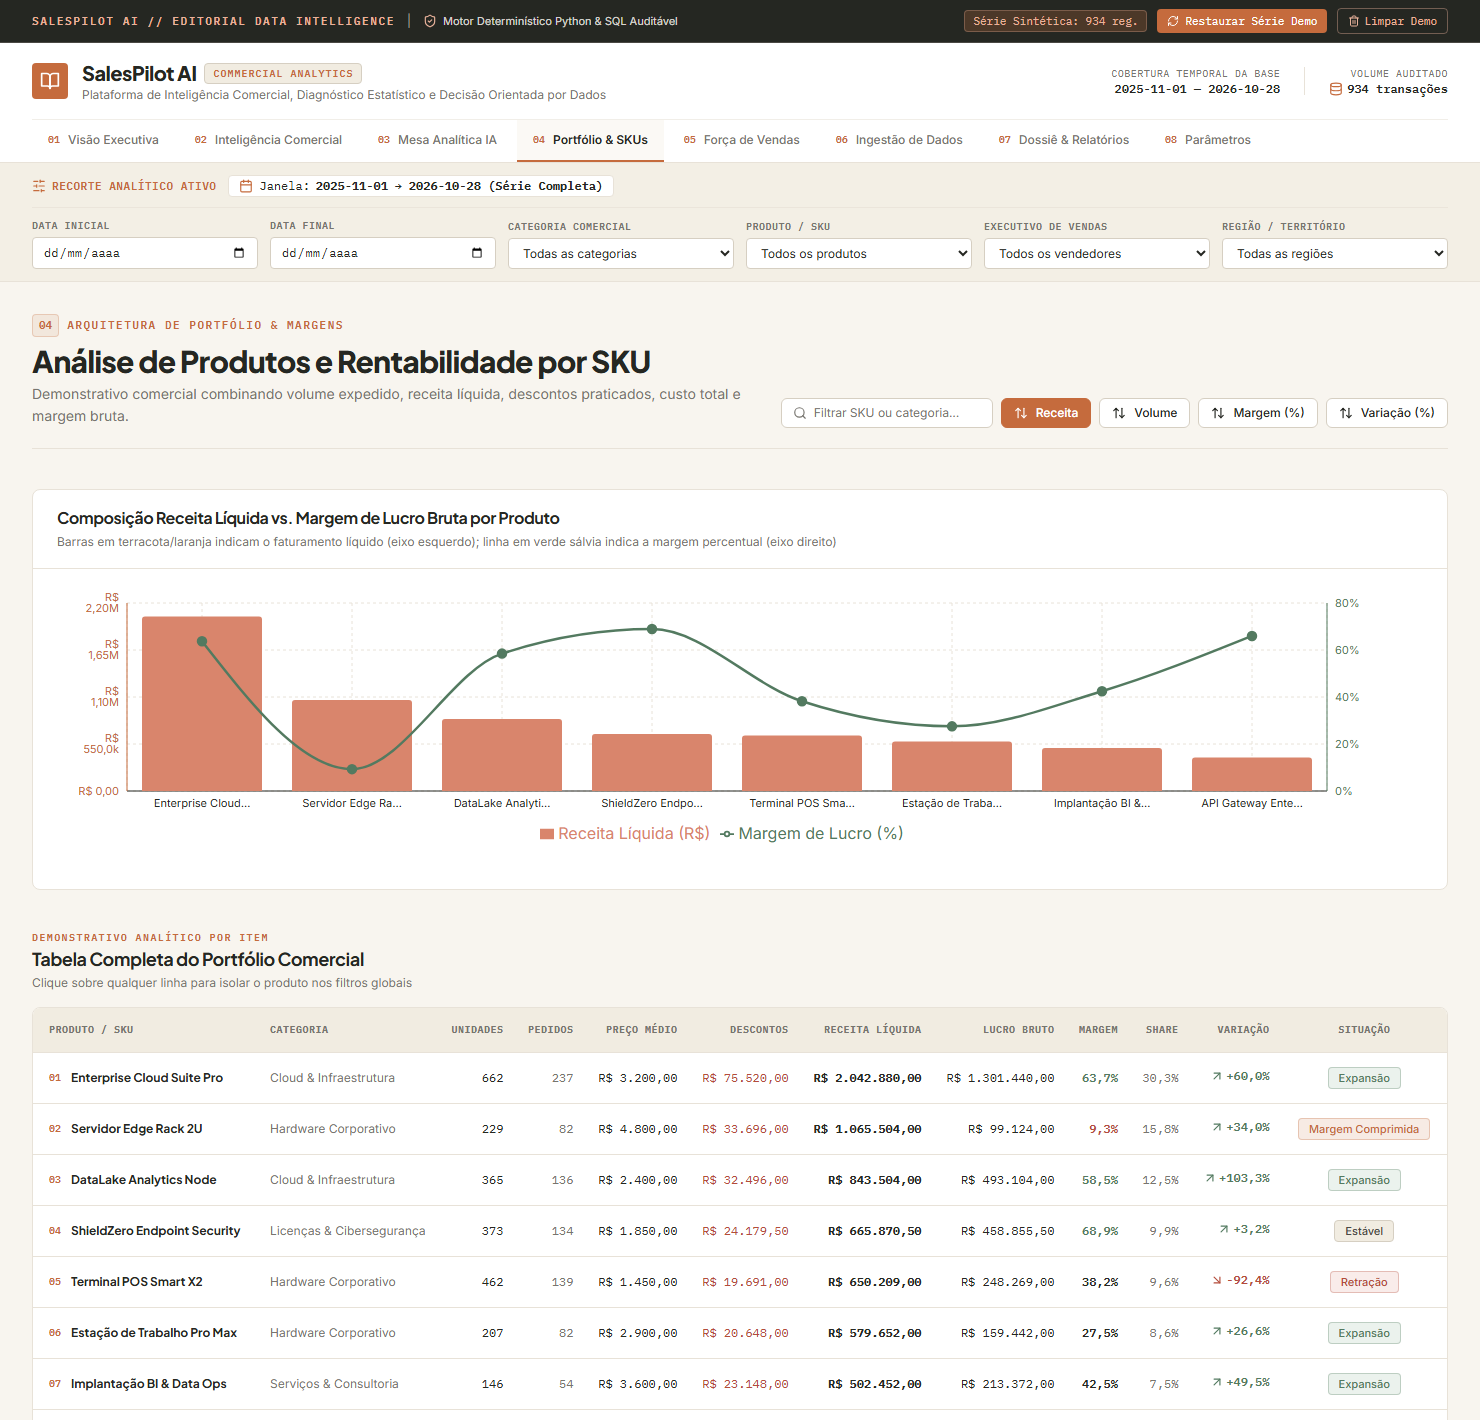 SALESPILOT AI // EDITORIAL DATA INTELLIGENCE | Motor Determinístico Python & SQL Auditável
Série Sintética: 934 reg. Restaurar Série Demo Limpar Demo
SalesPilot AI COMMERCIAL ANALYTICS
Plataforma de Inteligência Comercial, Diagnóstico Estatístico e Decisão Orientada por Dados
COBERTURA TEMPORAL DA BASE
2025-11-01 — 2026-10-28
VOLUME AUDITADO
934 transações
01 Visão Executiva 02 Inteligência Comercial 03 Mesa Analítica IA 04 Portfólio & SKUs 05 Força de Vendas 06 Ingestão de Dados 07 Dossiê & Relatórios 08 Parâmetros
RECORTE ANALÍTICO ATIVO Janela: 2025-11-01 → 2026-10-28 (Série Completa)
DATA INICIAL DATA FINAL CATEGORIA COMERCIAL PRODUTO / SKU EXECUTIVO DE VENDAS REGIÃO / TERRITÓRIO
dd/mm/aaaa dd/mm/aaaa Todas as categorias Todos os produtos Todos os vendedores Todas as regiões
04 ARQUITETURA DE PORTFÓLIO & MARGENS
Análise de Produtos e Rentabilidade por SKU
Demonstrativo comercial combinando volume expedido, receita líquida, descontos praticados, custo total e
margem bruta.
Filtrar SKU ou categoria... Receita Volume Margem (%) Variação (%)
Composição Receita Líquida vs. Margem de Lucro Bruta por Produto
Barras em terracota/laranja indicam o faturamento líquido (eixo esquerdo); linha em verde sálvia indica a margem percentual (eixo direito)
R$
2,20M
R$
1,65M
R$
1,10M
R$
550,0k
R$ 0,00
80%
60%
40%
20%
0%
Enterprise Cloud... Servidor Edge Ra... DataLake Analyti... ShieldZero Endpo... Terminal POS Sma... Estação de Traba... Implantação BI &... API Gateway Ente...
Receita Líquida (R$) Margem de Lucro (%)
DEMONSTRATIVO ANALÍTICO POR ITEM
Tabela Completa do Portfólio Comercial
Clique sobre qualquer linha para isolar o produto nos filtros globais
PRODUTO / SKU CATEGORIA UNIDADES PEDIDOS PREÇO MÉDIO DESCONTOS RECEITA LÍQUIDA LUCRO BRUTO MARGEM SHARE VARIAÇÃO SITUAÇÃO
01 Enterprise Cloud Suite Pro Cloud & Infraestrutura 662 237 R$ 3.200,00 R$ 75.520,00 R$ 2.042.880,00 R$ 1.301.440,00 63,7% 30,3% +60,0% Expansão
02 Servidor Edge Rack 2U Hardware Corporativo 229 82 R$ 4.800,00 R$ 33.696,00 R$ 1.065.504,00 R$ 99.124,00 9,3% 15,8% +34,0% Margem Comprimida
03 DataLake Analytics Node Cloud & Infraestrutura 365 136 R$ 2.400,00 R$ 32.496,00 R$ 843.504,00 R$ 493.104,00 58,5% 12,5% +103,3% Expansão
04 ShieldZero Endpoint Security Licenças & Cibersegurança 373 134 R$ 1.850,00 R$ 24.179,50 R$ 665.870,50 R$ 458.855,50 68,9% 9,9% +3,2% Estável
05 Terminal POS Smart X2 Hardware Corporativo 462 139 R$ 1.450,00 R$ 19.691,00 R$ 650.209,00 R$ 248.269,00 38,2% 9,6% -92,4% Retração
06 Estação de Trabalho Pro Max Hardware Corporativo 207 82 R$ 2.900,00 R$ 20.648,00 R$ 579.652,00 R$ 159.442,00 27,5% 8,6% +26,6% Expansão
07 Implantação BI & Data Ops Serviços & Consultoria 146 54 R$ 3.600,00 R$ 23.148,00 R$ 502.452,00 R$ 213.372,00 42,5% 7,5% +49,5% Expansão